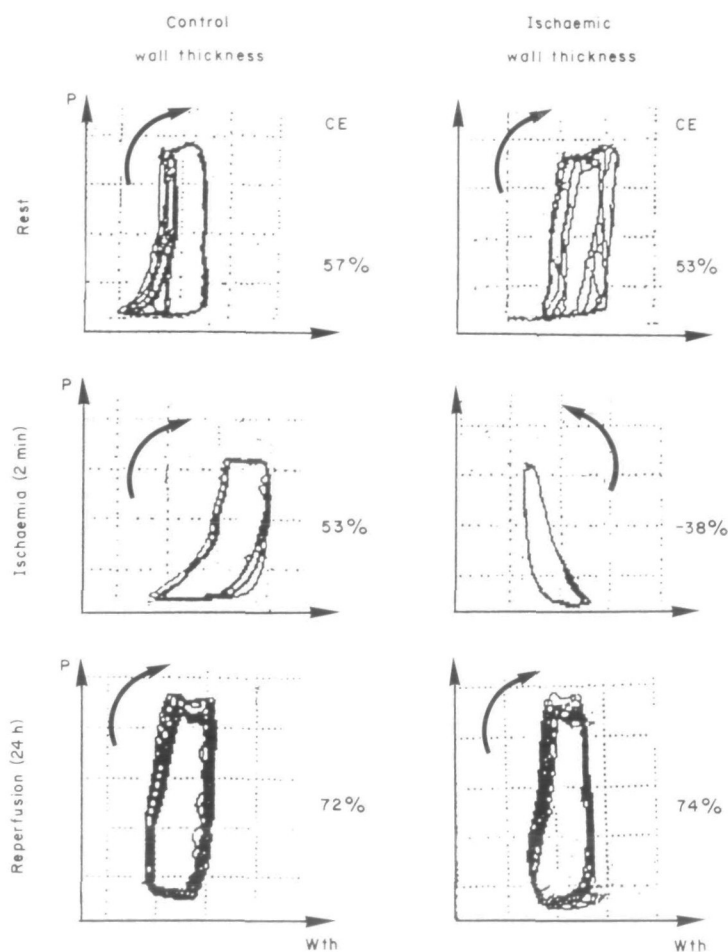 Control
wall thickness
Ischaemic
wall thickness
Rest
P
CE
57%
CE
53%
Ischaemia (2 min)
P
53%
-38%
Reperfusion (24 h)
P
72%
74%
Wth
Wth